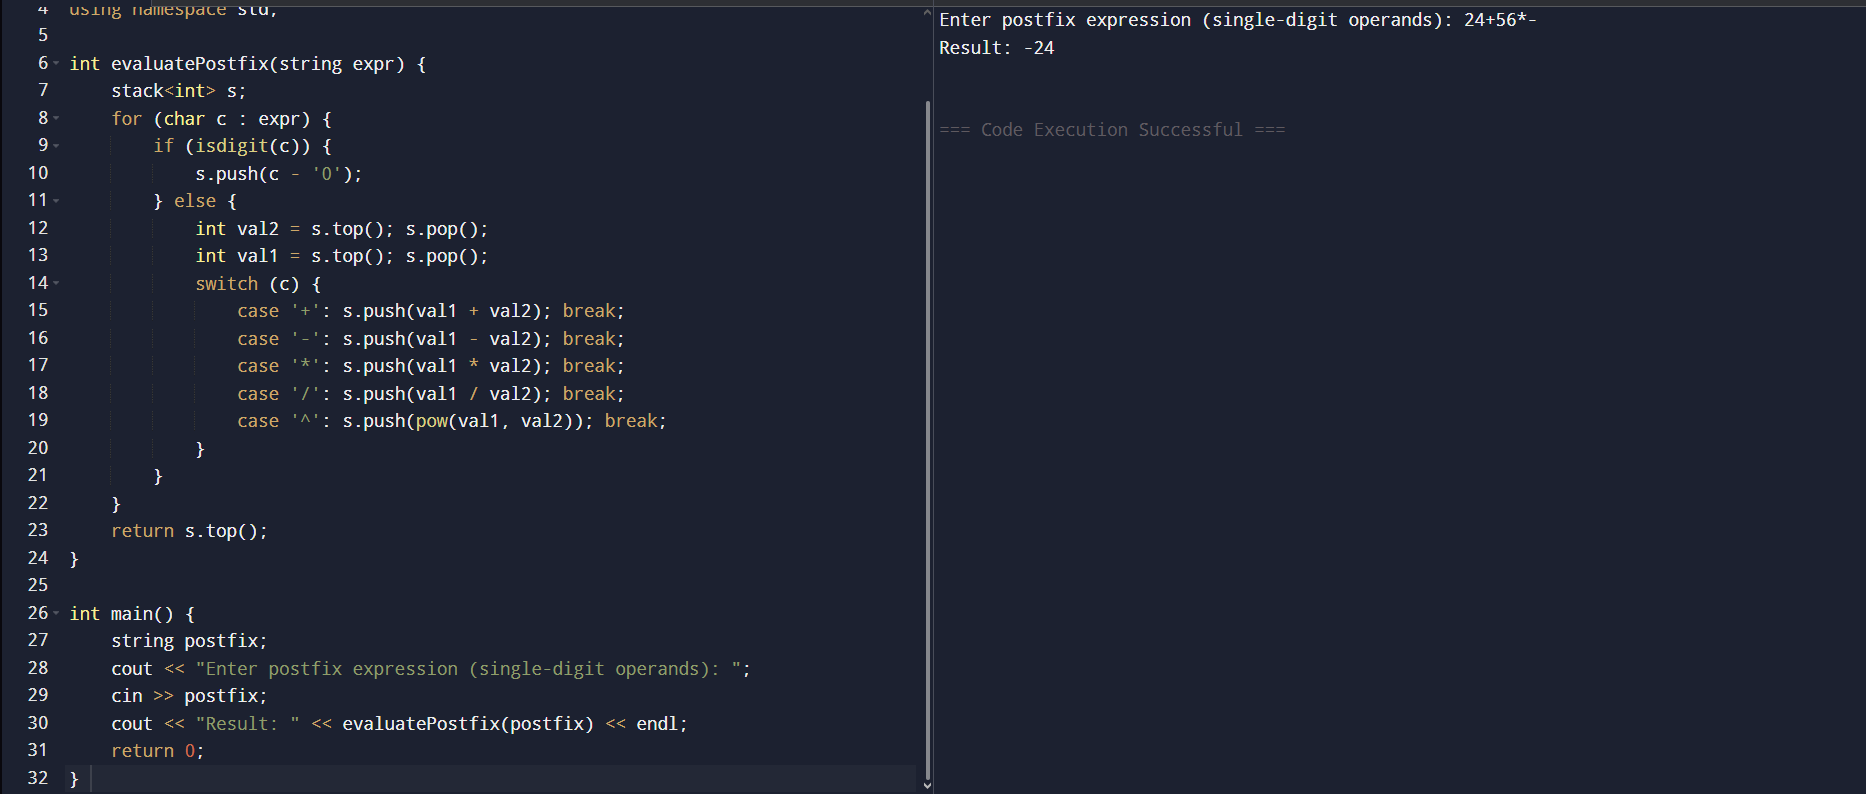 4 using namespace std;
5
6 int evaluatePostfix(string expr) {
7 stack<int> s;
8 for (char c : expr) {
9 if (isdigit(c)) {
10 s.push(c - '0');
11 } else {
12 int val2 = s.top(); s.pop();
13 int val1 = s.top(); s.pop();
14 switch (c) {
15 case '+': s.push(val1 + val2); break;
16 case '-': s.push(val1 - val2); break;
17 case '*': s.push(val1 * val2); break;
18 case '/': s.push(val1 / val2); break;
19 case '^': s.push(pow(val1, val2)); break;
20 }
21 }
22 }
23 return s.top();
24 }
25
26 int main() {
27 string postfix;
28 cout << "Enter postfix expression (single-digit operands): ";
29 cin >> postfix;
30 cout << "Result: " << evaluatePostfix(postfix) << endl;
31 return 0;
32 }
Enter postfix expression (single-digit operands): 24+56*-
Result: -24
=== Code Execution Successful ===